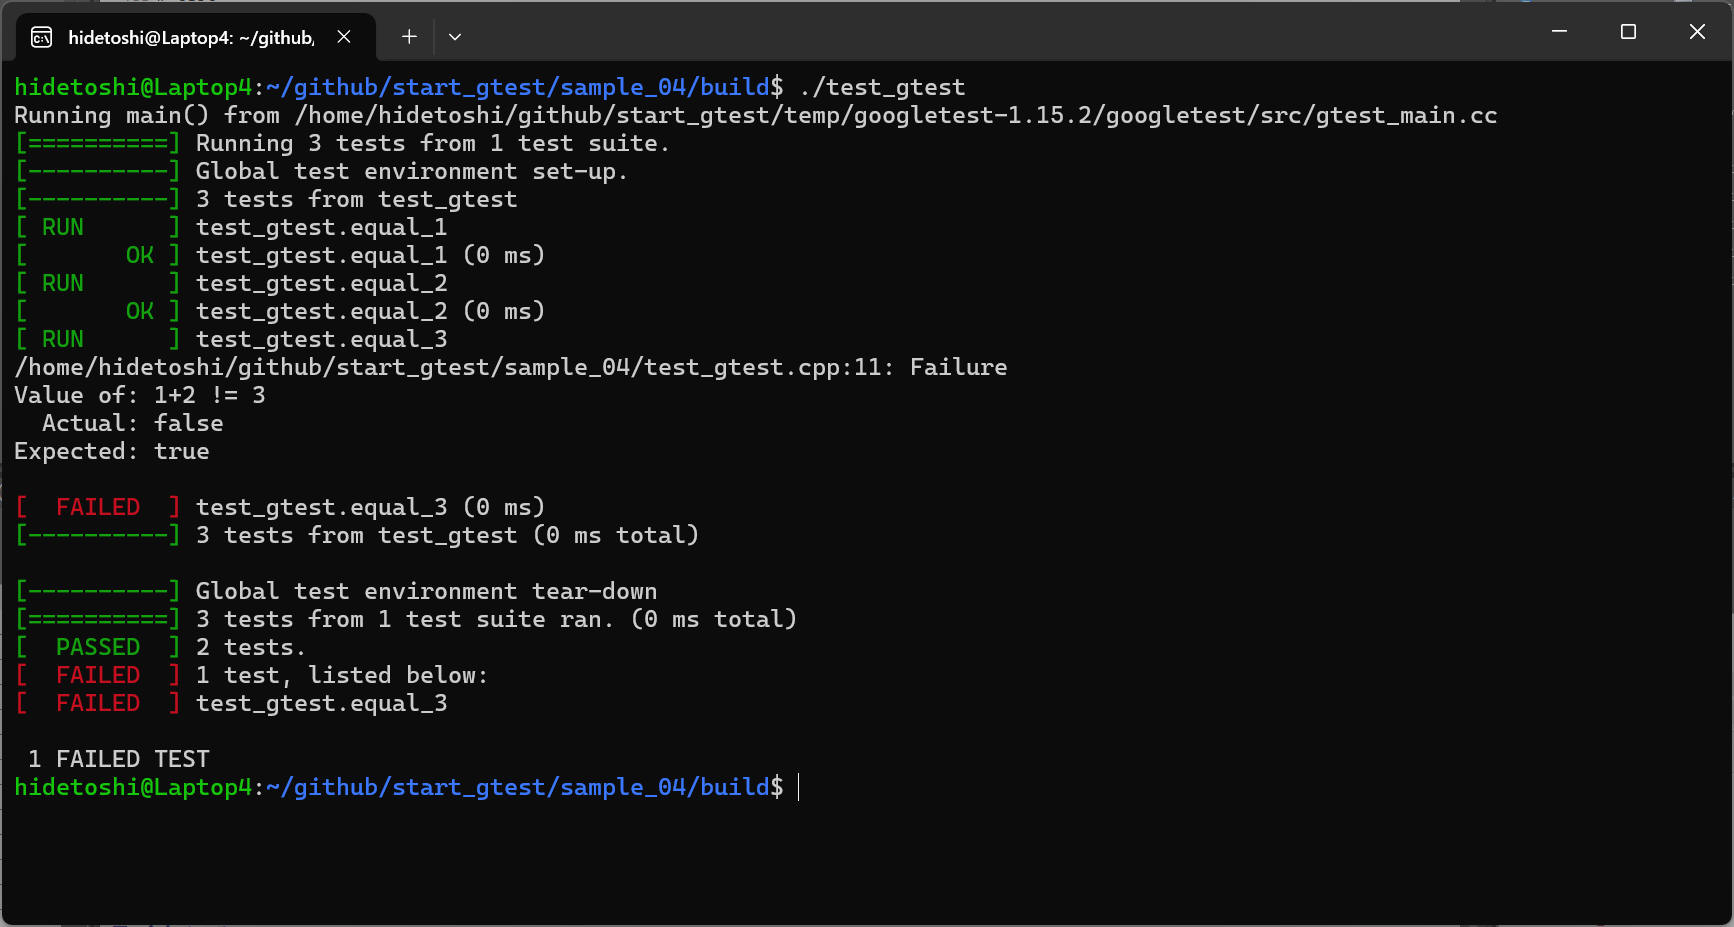 hidetoshi@Laptop4: ~/github/
hidetoshi@Laptop4:~/github/start_gtest/sample_04/build$ ./test_gtest
Running main() from /home/hidetoshi/github/start_gtest/temp/googletest-1.15.2/googletest/src/gtest_main.cc
[==========] Running 3 tests from 1 test suite.
[----------] Global test environment set-up.
[----------] 3 tests from test_gtest
[ RUN      ] test_gtest.equal_1
[       OK ] test_gtest.equal_1 (0 ms)
[ RUN      ] test_gtest.equal_2
[       OK ] test_gtest.equal_2 (0 ms)
[ RUN      ] test_gtest.equal_3
/home/hidetoshi/github/start_gtest/sample_04/test_gtest.cpp:11: Failure
Value of: 1+2 != 3
  Actual: false
Expected: true
[  FAILED  ] test_gtest.equal_3 (0 ms)
[----------] 3 tests from test_gtest (0 ms total)
[----------] Global test environment tear-down
[==========] 3 tests from 1 test suite ran. (0 ms total)
[  PASSED  ] 2 tests.
[  FAILED  ] 1 test, listed below:
[  FAILED  ] test_gtest.equal_3
 1 FAILED TEST
hidetoshi@Laptop4:~/github/start_gtest/sample_04/build$